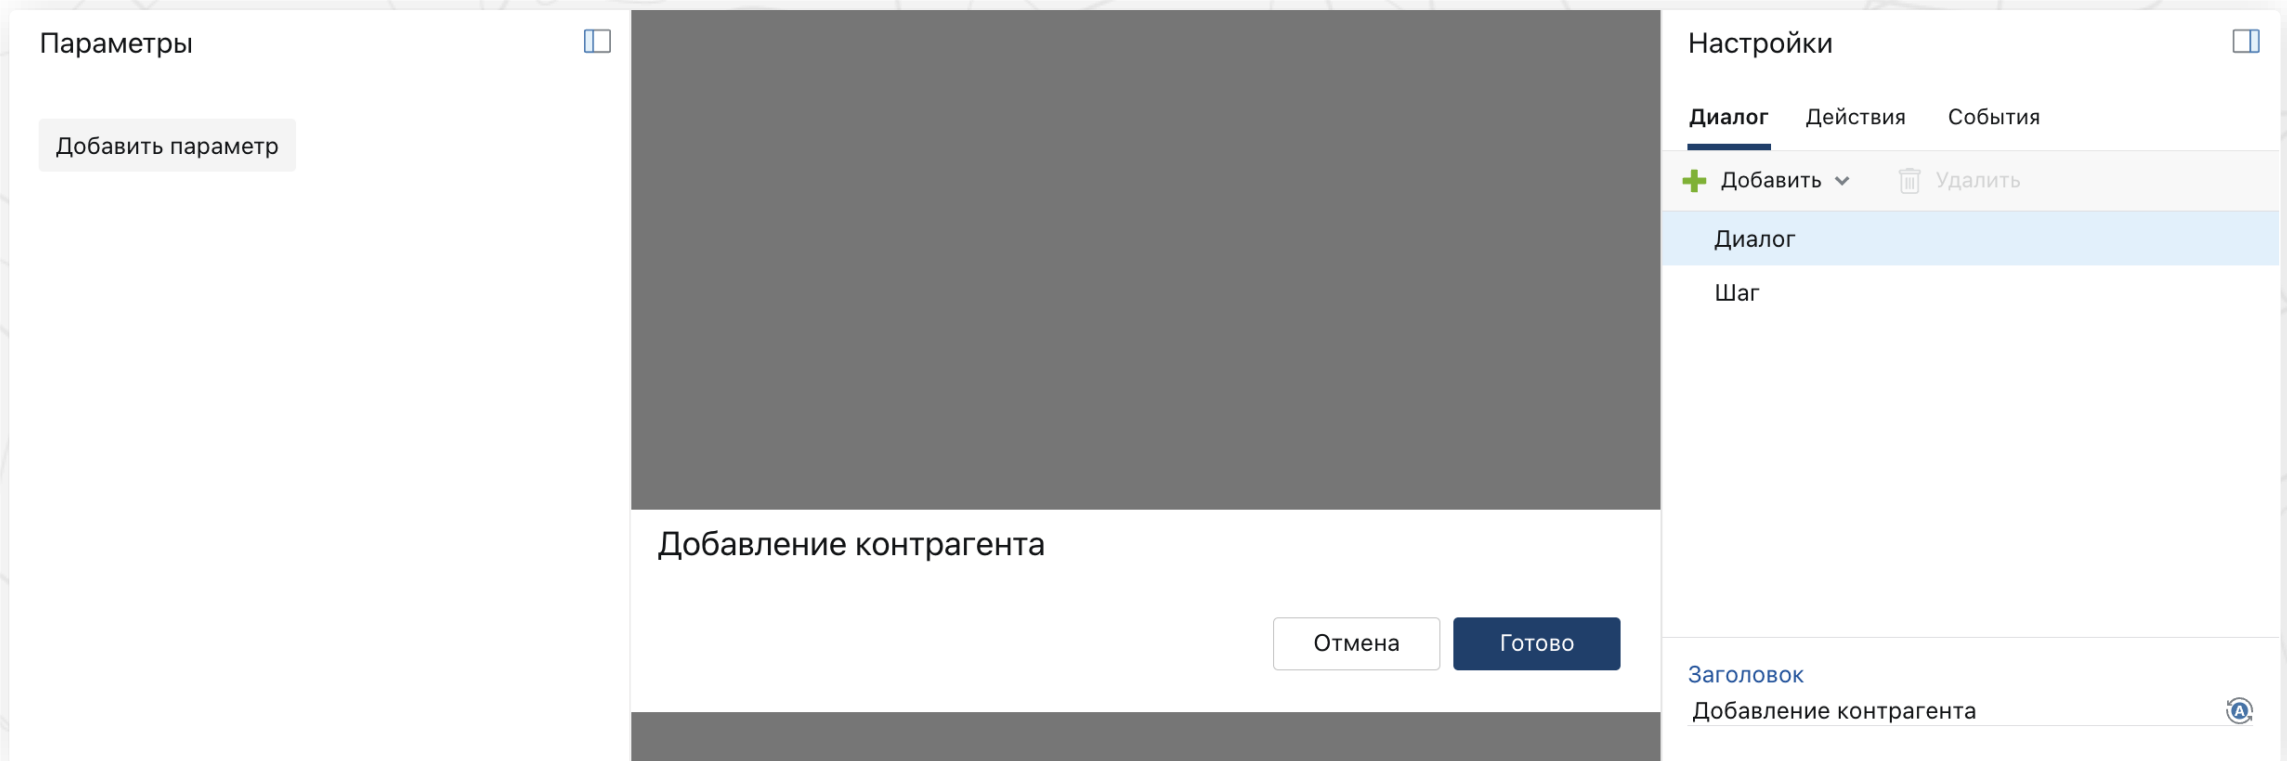 Параметры
Добавить параметр
Добавление контрагента
Отмена
Готово
Настройки
Диалог Действия События
Добавить Удалить
Диалог
Шаг
Заголовок
Добавление контрагента
A